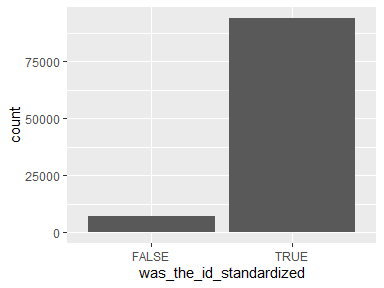 count
75000
50000
25000
0
FALSE TRUE
was_the_id_standardized